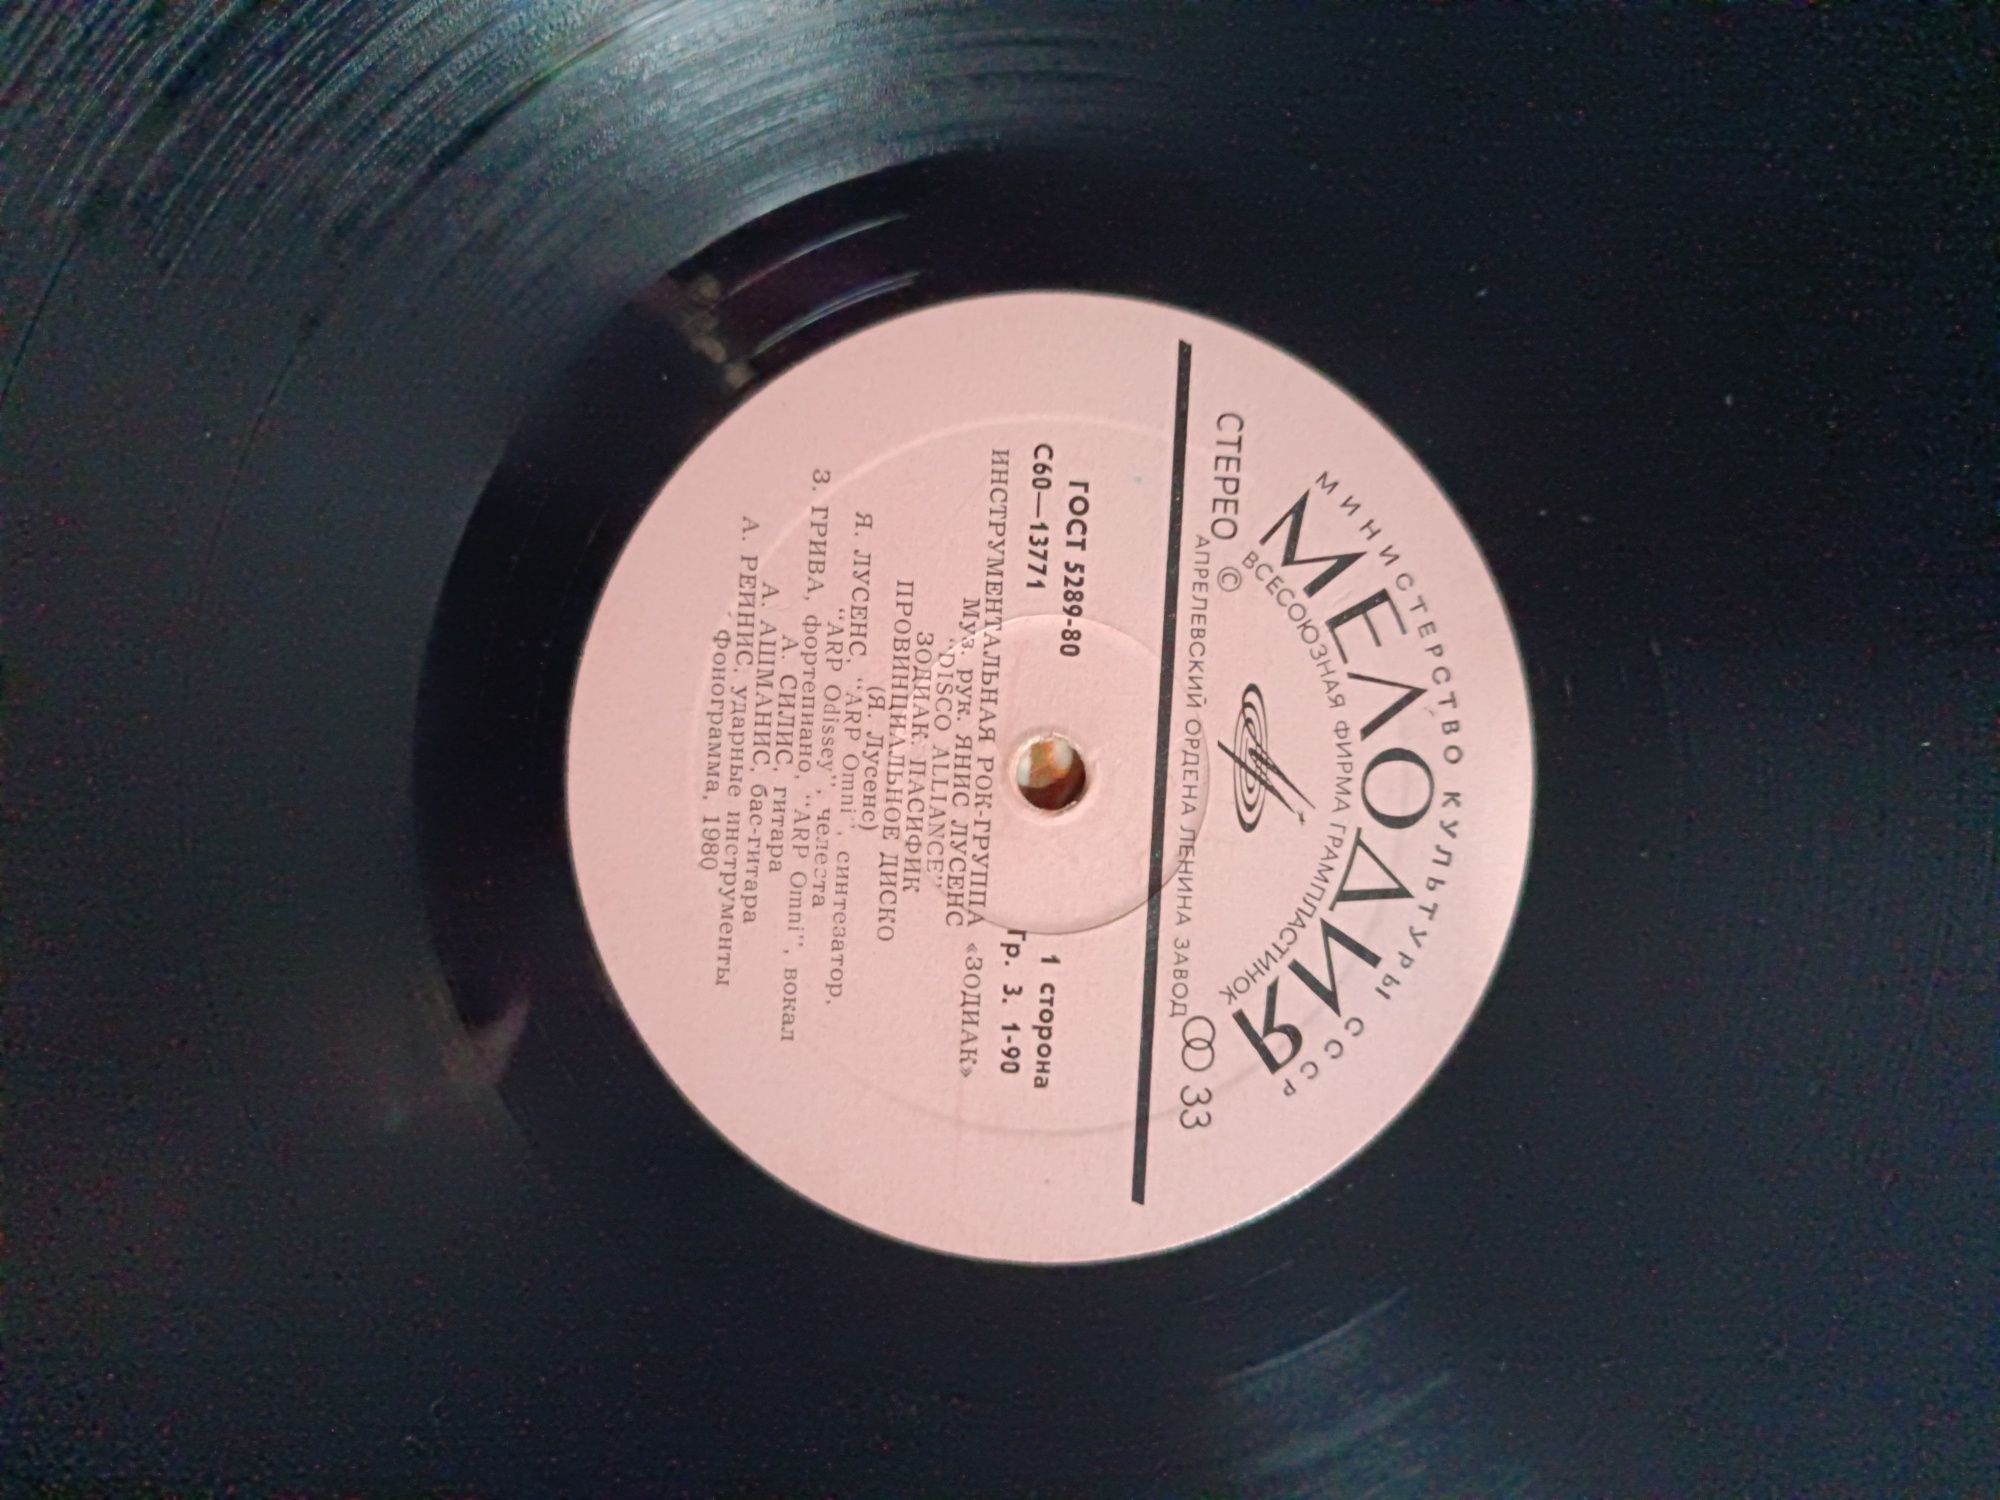 МИНИСТЕРСТВО КУЛЬТУРЫ СССР
МЕЛОДИЯ
ВСЕСОЮЗНАЯ ФИРМА ГРАМПЛАСТИНОК
СТЕРЕО © 33
АПРЕЛЕВСКИЙ ОРДЕНА ЛЕНИНА ЗАВОД
ГОСТ 5289-80 1 сторона
С60—13771 Гр. 3. 1-90
ИНСТРУМЕНТАЛЬНАЯ РОК-ГРУППА «ЗОДИАК»
Муз. рук. ЯНИС ЛУСЕНС
"DISCO ALLIANCE"
ЗОДИАК. ПАСИФИК
ПРОВИНЦИАЛЬНОЕ ДИСКО
(Я. Лусенс)
Я. ЛУСЕНС, "ARP Omni", синтезатор,
"ARP Odissey", челеста
З. ГРИВА, фортепиано, "ARP Omni", вокал
А. СИЛИС, гитара
А. АШМАНИС, бас-гитара
А. РЕЙНИС, ударные инструменты
Фонограмма, 1980